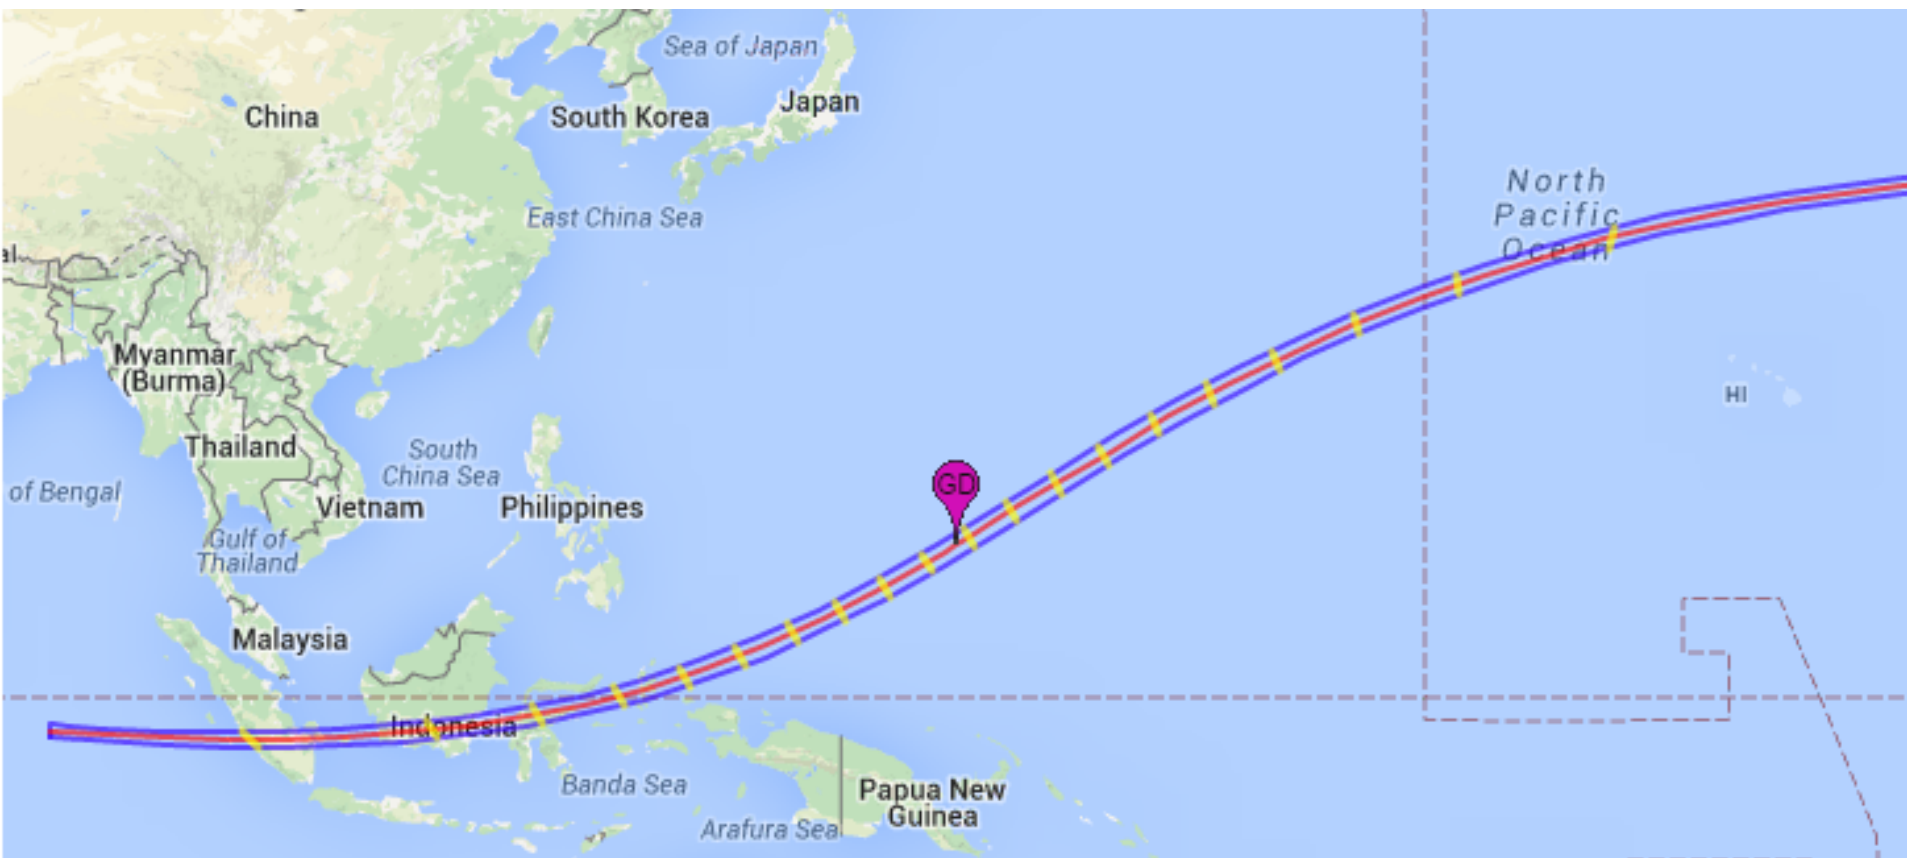 Sea of Japan
China
South Korea
Japan
North
Pacific
Ocean
East China Sea
al
Myanmar
(Burma)
HI
Thailand
South
China Sea
GD
of Bengal
Vietnam
Philippines
Gulf of
Thailand
Malaysia
Indonesia
Banda Sea
Papua New
Guinea
Arafura Sea